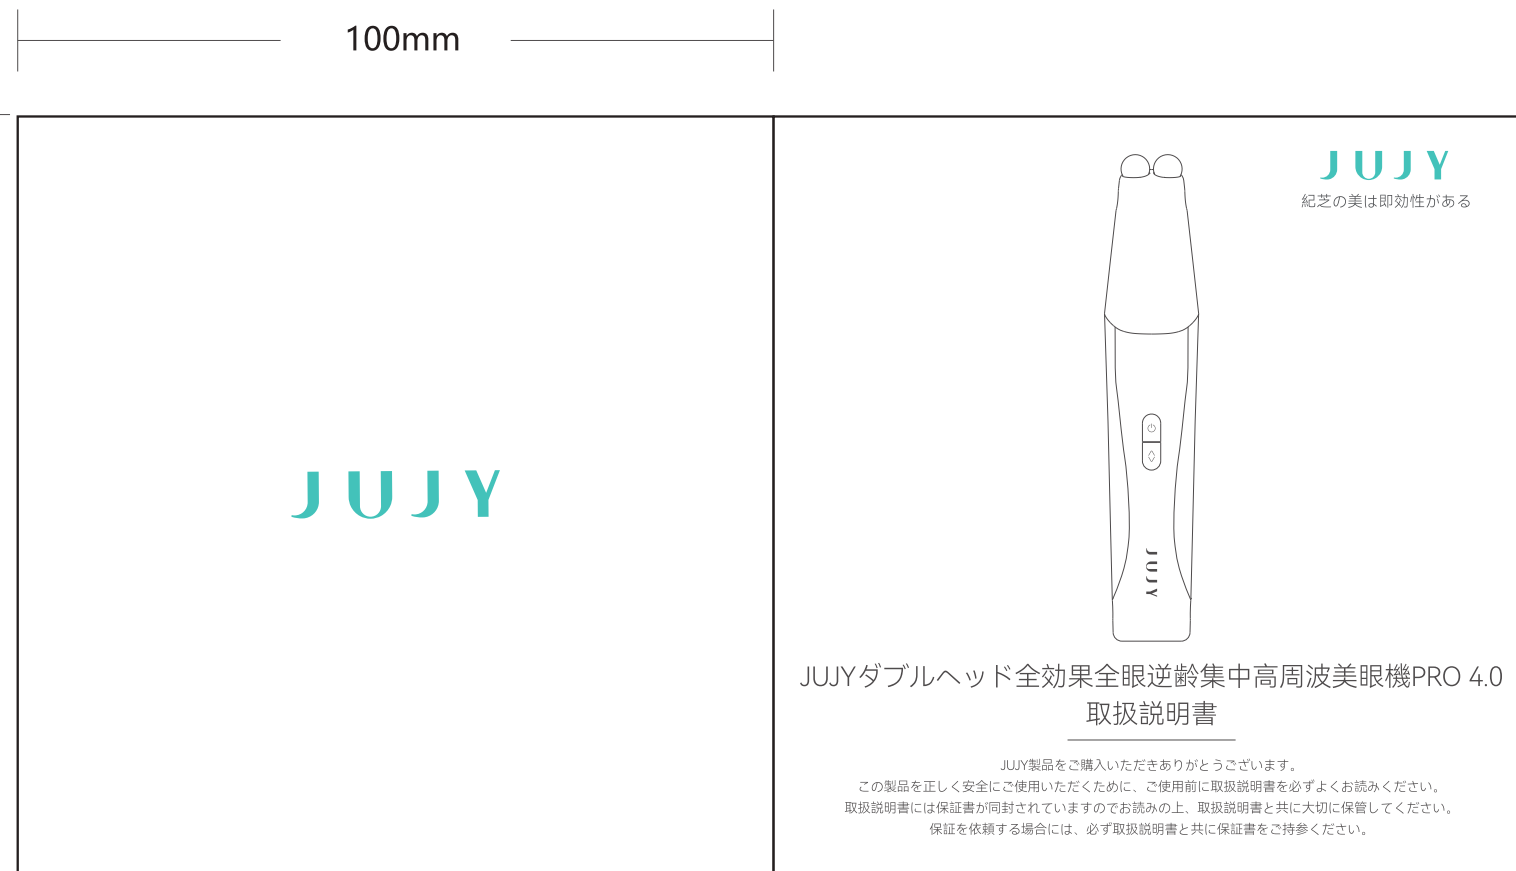 100mm
JUJY
JUJY
紀芝の美は即効性がある
JUJY
JUJYダブルヘッド全効果全眼逆齢集中高周波美眼機PRO 4.0
取扱説明書
JUJY製品をご購入いただきありがとうございます。
この製品を正しく安全にご使用いただくために、ご使用前に取扱説明書を必ずよくお読みください。
取扱説明書には保証書が同封されていますのでお読みの上、取扱説明書と共に大切に保管してください。
保証を依頼する場合には、必ず取扱説明書と共に保証書をご持参ください。